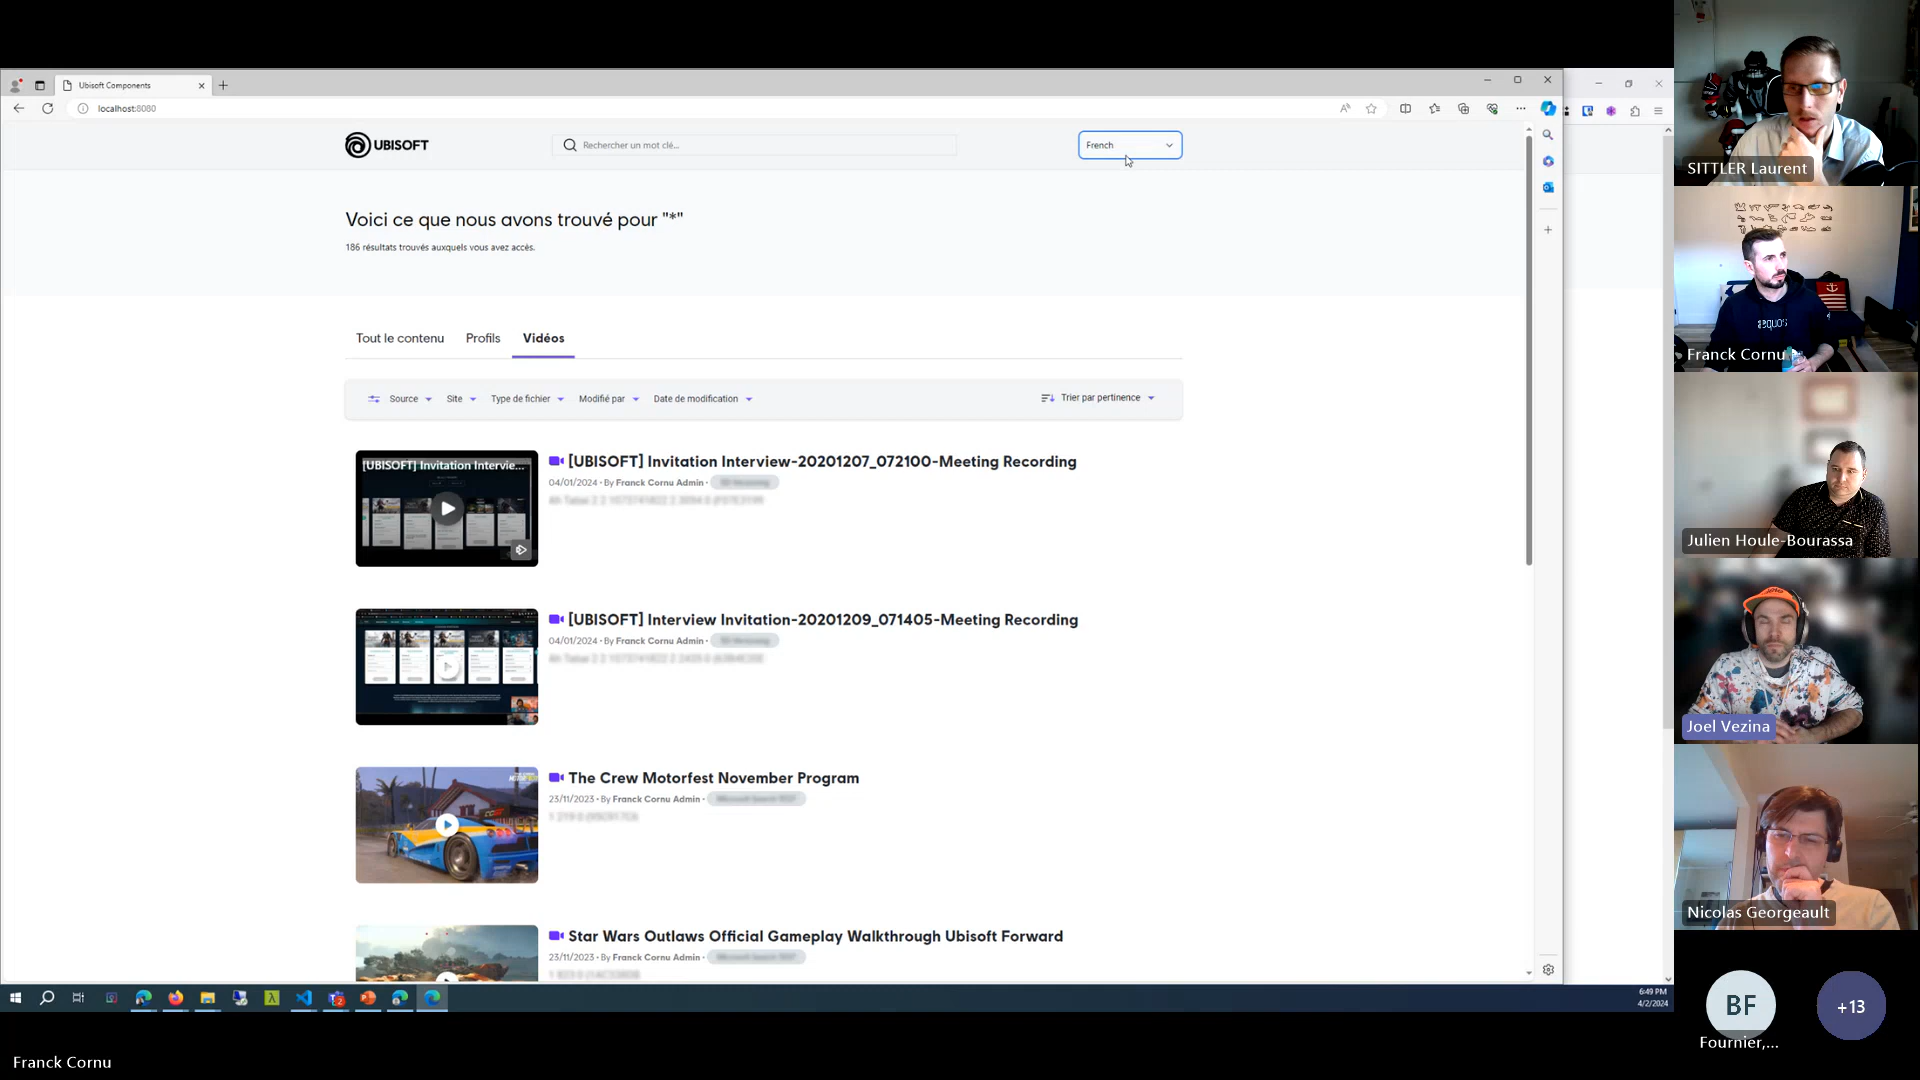 Ubisoft Components
localhost:8080
UBISOFT
Rechercher un mot clé...
French
Voici ce que nous avons trouvé pour "*"
186 résultats trouvés auxquels vous avez accès.
Tout le contenu
Profils
Vidéos
Source
Site
Type de fichier
Modifié par
Date de modification
Trier par pertinence
[UBISOFT] Invitation Intervie...
[UBISOFT] Invitation Interview-20201207_072100-Meeting Recording
04/01/2024 · By Franck Cornu Admin ·
[UBISOFT] Interview Invitation-20201209_071405-Meeting Recording
04/01/2024 · By Franck Cornu Admin ·
The Crew Motorfest November Program
23/11/2023 · By Franck Cornu Admin ·
Star Wars Outlaws Official Gameplay Walkthrough Ubisoft Forward
23/11/2023 · By Franck Cornu Admin ·
6:49 PM
4/2/2024
Franck Cornu
SITTLER Laurent
Franck Cornu
Julien Houle-Bourassa
Joel Vezina
Nicolas Georgeault
BF
Fournier,...
+13